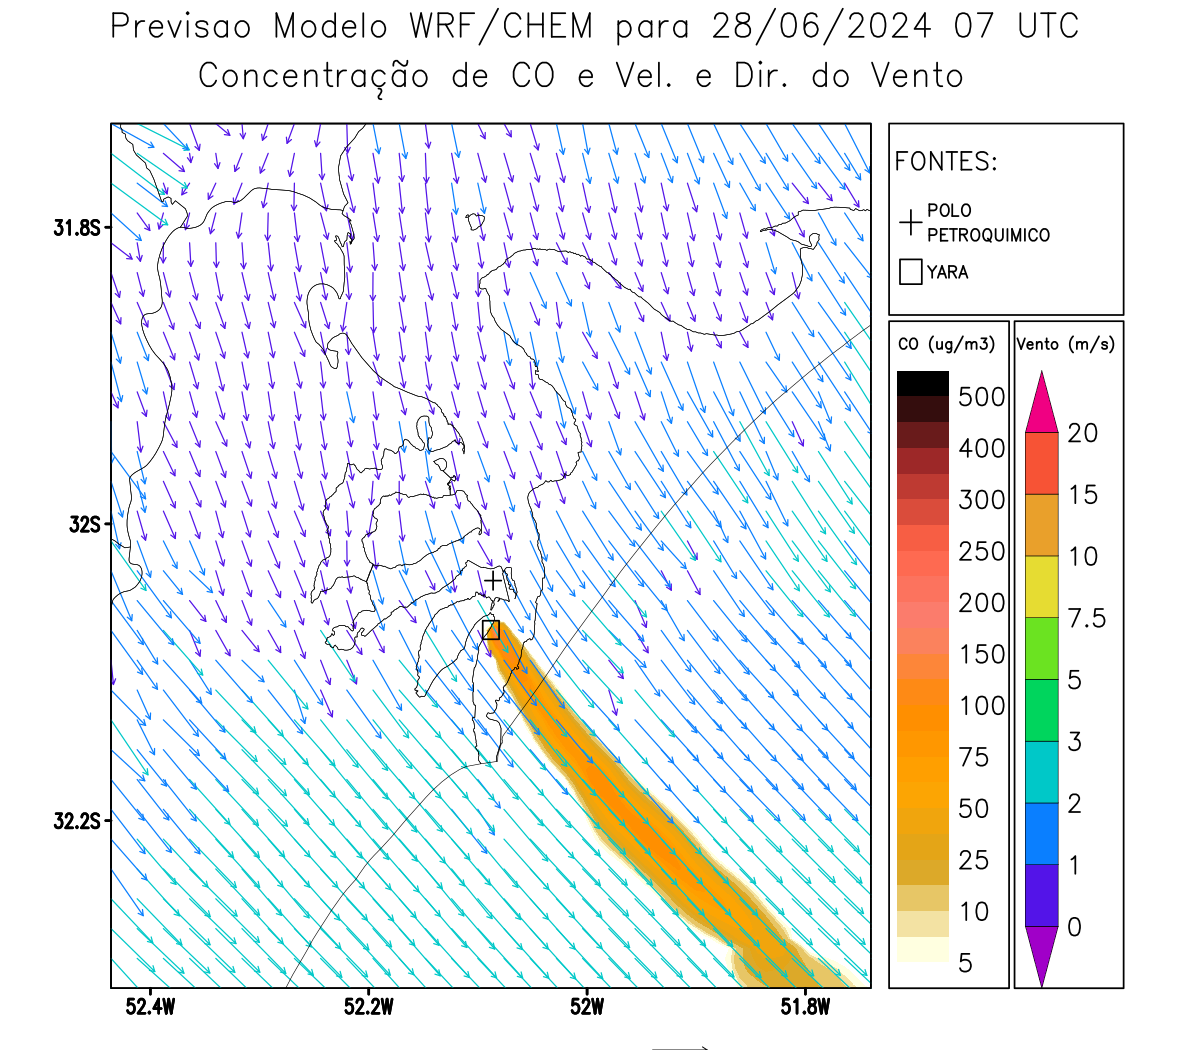 Previsao Modelo WRF/CHEM para 28/06/2024 07 UTC
Concentração de CO e Vel. e Dir. do Vento
FONTES:
POLO
PETROQUIMICO
YARA
CO (ug/m3)
500
400
300
250
200
150
100
75
50
25
10
5
Vento (m/s)
20
15
10
7.5
5
3
2
1
0
31.8S
32S
32.2S
52.4W
52.2W
52W
51.8W